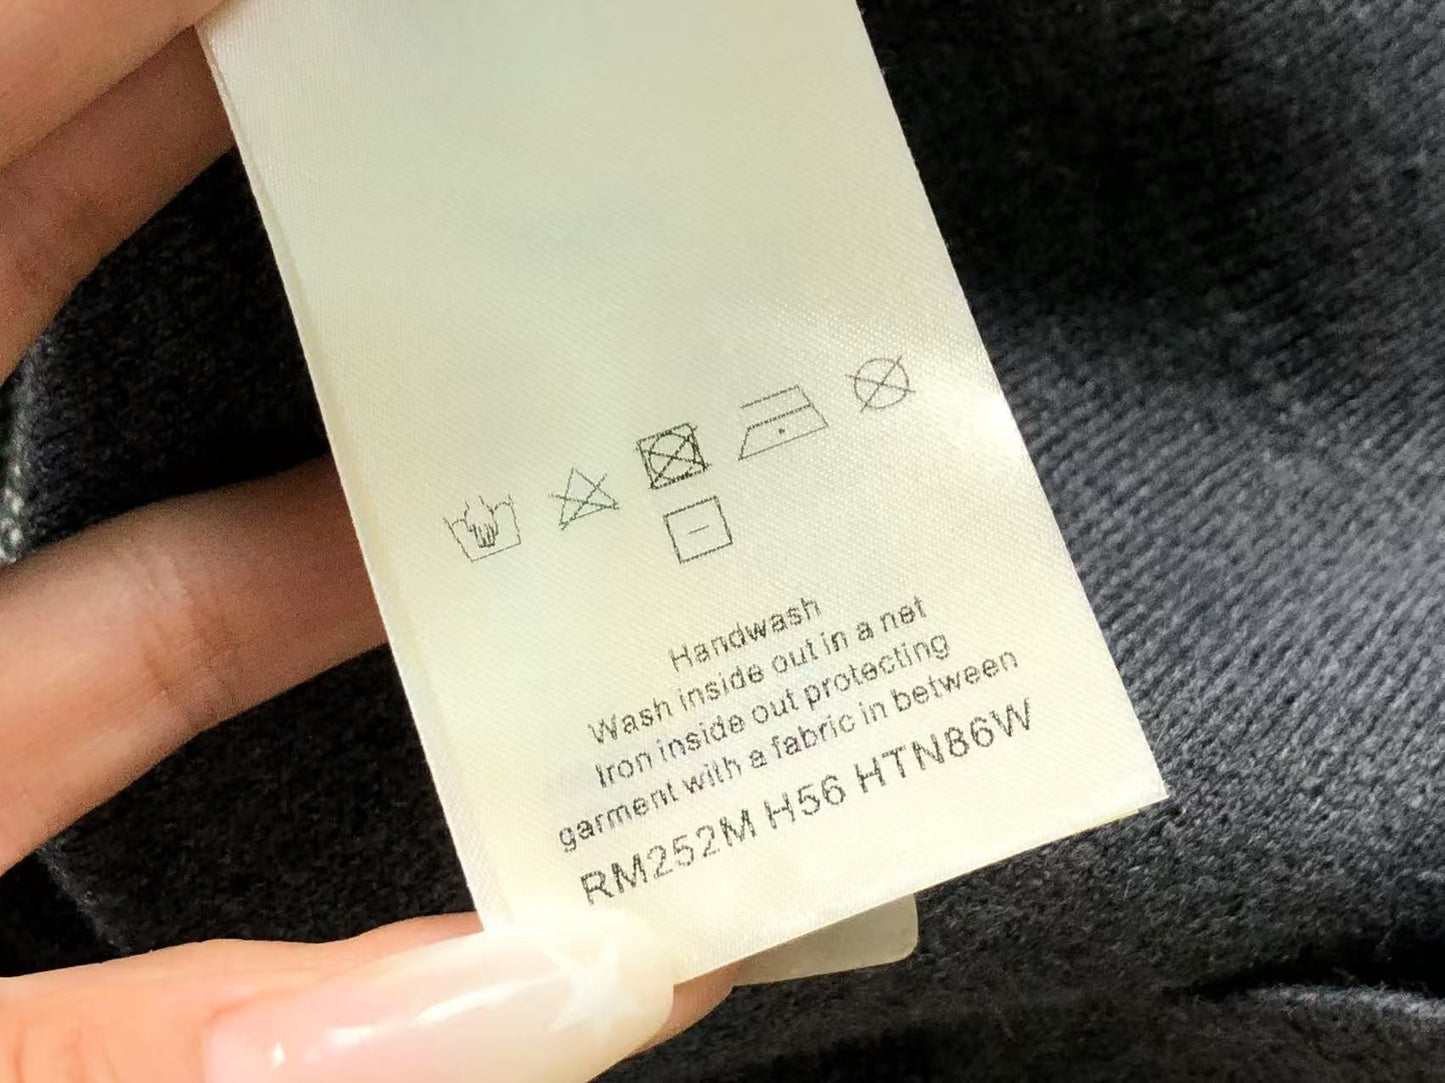 Handwash
Wash inside out in a net
Iron inside out protecting
garment with a fabric in between
RM252M H56 HTN86W